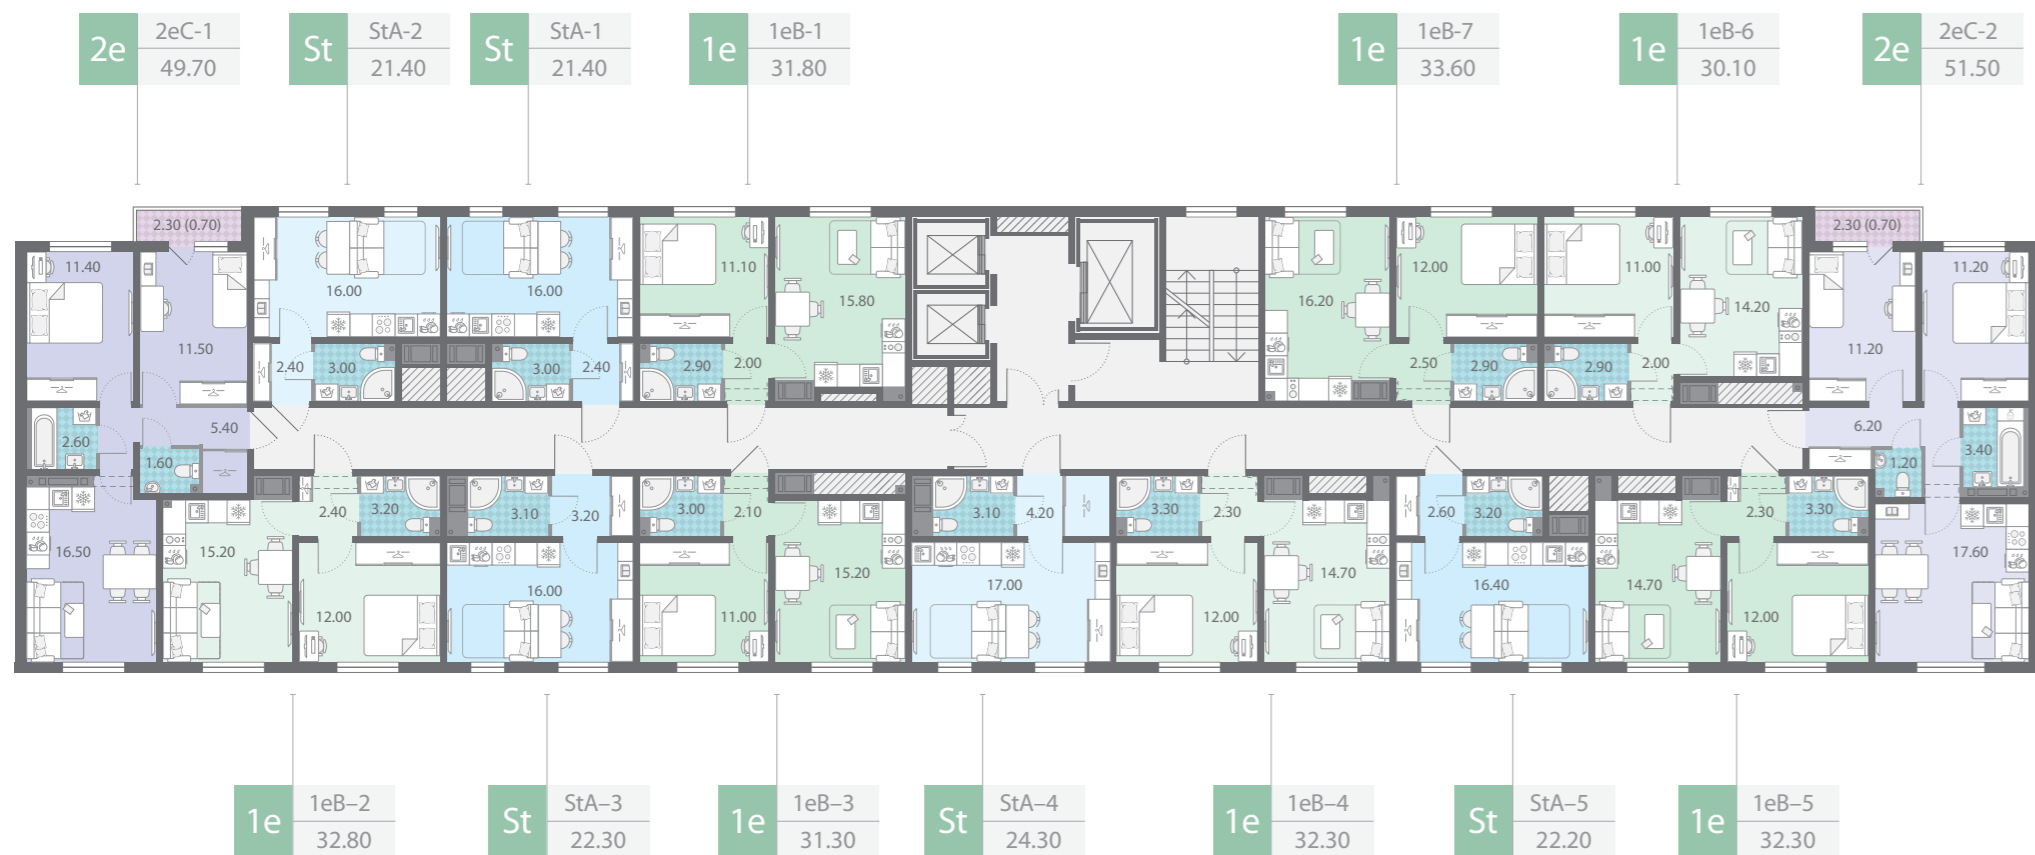 2e
2eC-1
49.70
St
StA-2
21.40
St
StA-1
21.40
1e
1eB-1
31.80
1e
1eB-7
33.60
1e
1eB-6
30.10
2e
2eC-2
51.50
2.30 (0.70)
2.30 (0.70)
11.40
11.50
16.00
16.00
11.10
15.80
16.20
12.00
11.00
14.20
11.20
11.20
2.40
3.00
3.00
2.40
2.90
2.00
2.50
2.90
2.90
2.00
2.60
5.40
1.60
6.20
1.20
3.40
16.50
15.20
2.40
3.20
3.10
3.20
3.00
2.10
3.10
4.20
3.30
2.30
2.60
3.20
2.30
3.30
12.00
16.00
11.00
15.20
17.00
12.00
14.70
16.40
14.70
12.00
17.60
1e
1eB–2
32.80
St
StA–3
22.30
1e
1eB–3
31.30
St
StA–4
24.30
1e
1eB–4
32.30
St
StA–5
22.20
1e
1eB–5
32.30